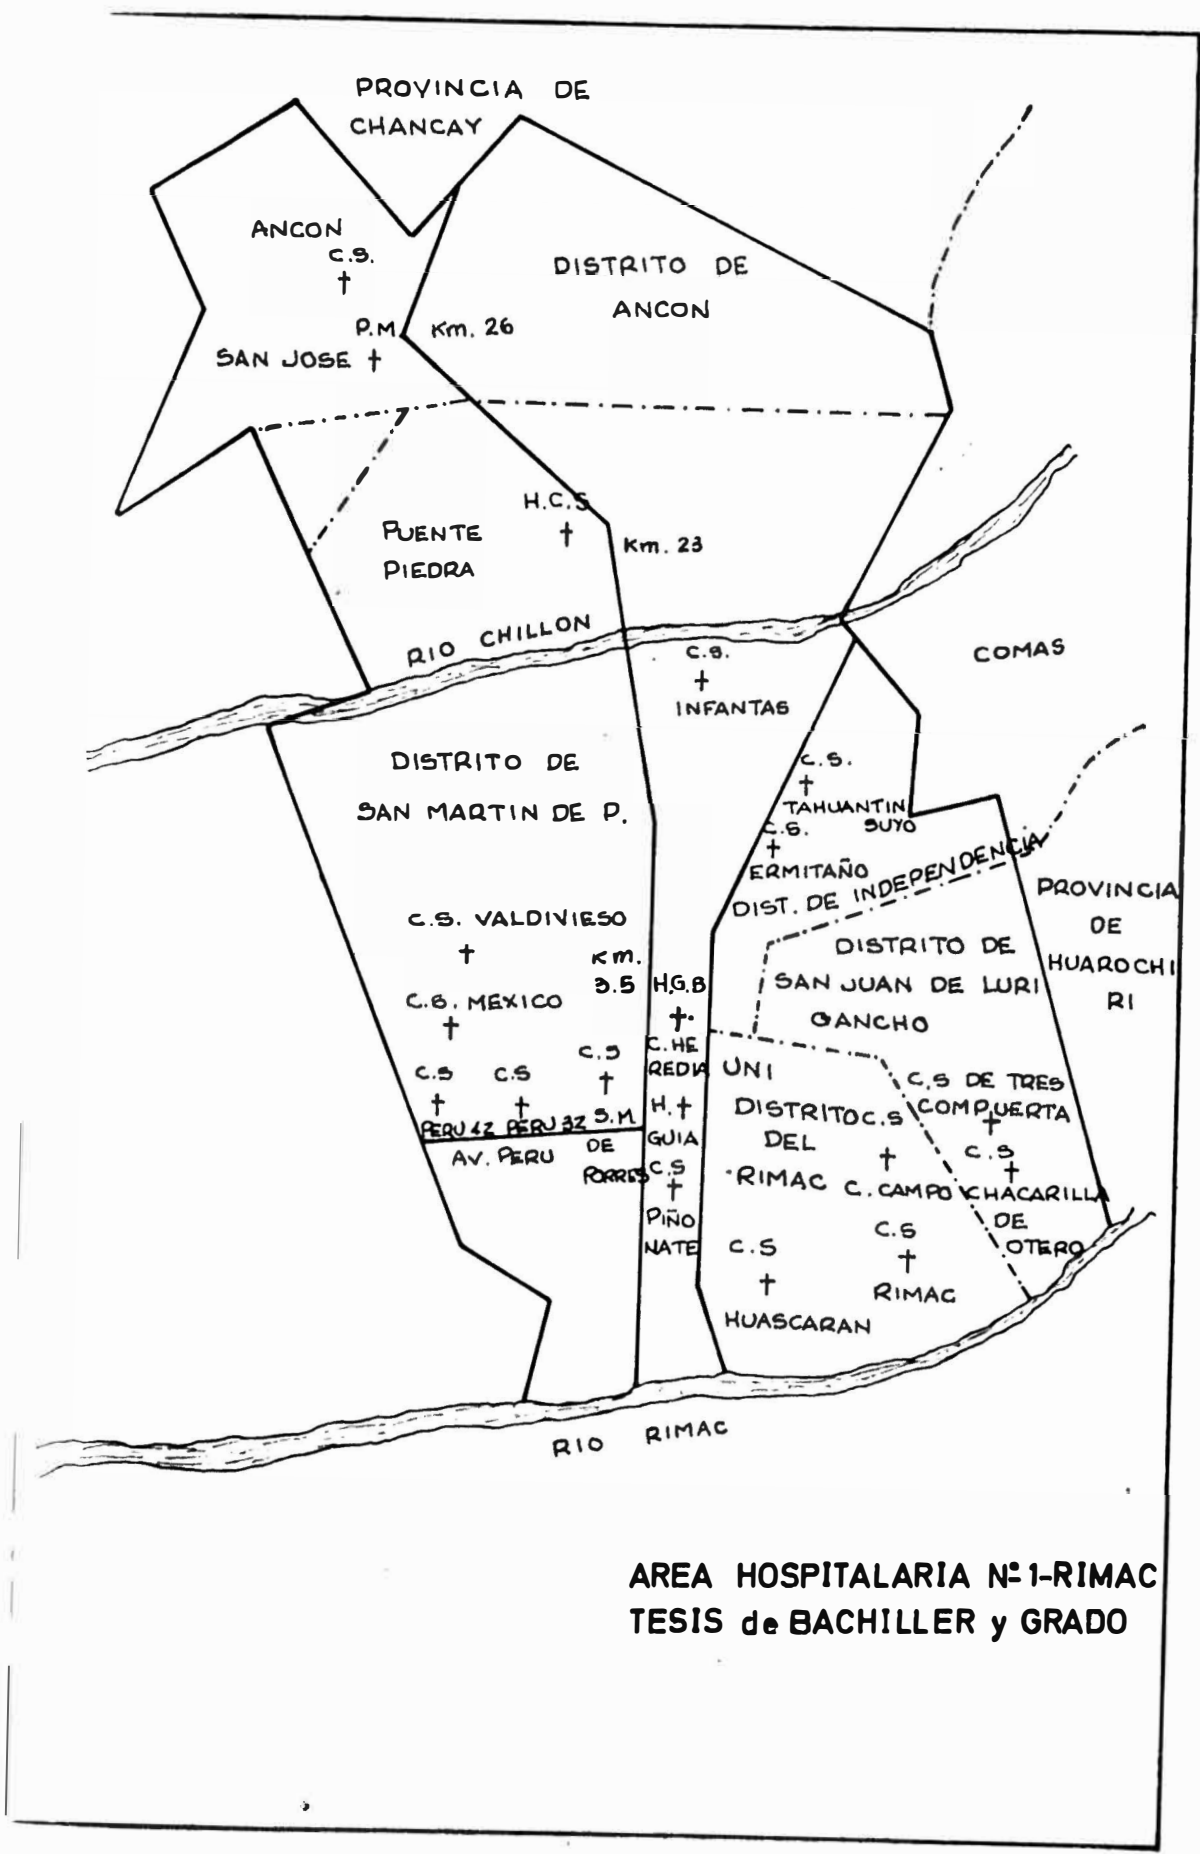 PROVINCIA DE
CHANCAY
ANCON
C.S.
DISTRITO DE
ANCON
P.M. Km. 26
SAN JOSE
H.C.S
PUENTE
PIEDRA
Km. 23
RIO CHILLON
C.S.
INFANTAS
COMAS
DISTRITO DE
SAN MARTIN DE P.
C.S.
TAHUANTIN
SUYO
C.S.
ERMITAÑO
DIST. DE INDEPENDENCIA
PROVINCIA
DE
HUAROCHI
RI
C.S. VALDIVIESO
KM.
3.5
H.G.B
DISTRITO DE
SAN JUAN DE LURI
GANCHO
C.S. MEXICO
C.HE
REDIA
UNI
C.S
C.S
C.S
PERU 42
PERU 32
S.M
DE
PORRES
AV. PERU
H.
GUIA
C.S
PIÑO
NATE
DISTRITO
DEL
RIMAC
C.S
C. CAMPO
C,S DE TRES
COMPUERTA
C.S
CHACARILLA
DE
OTERO
C.S
HUASCARAN
C.S
RIMAC
RIO RIMAC
AREA HOSPITALARIA Nº 1-RIMAC
TESIS de BACHILLER y GRADO